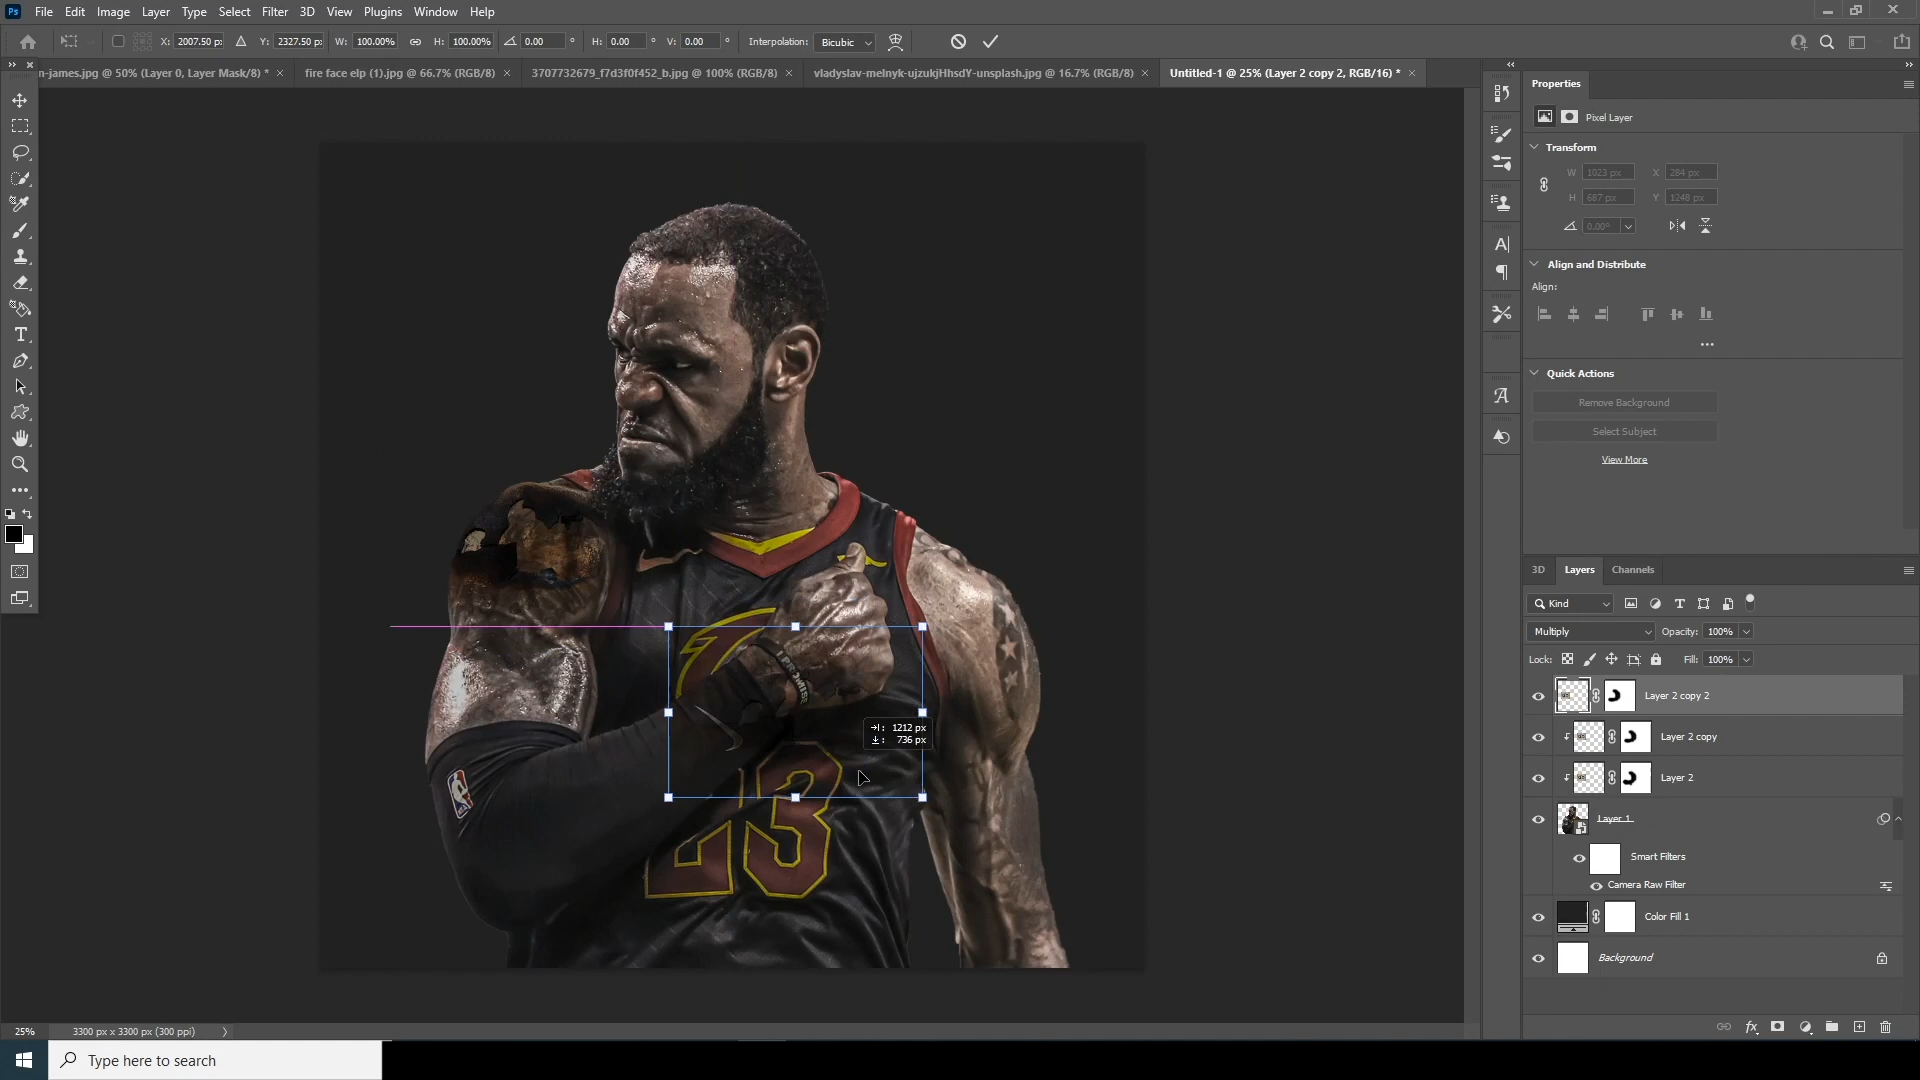 Ps File Edit Image Layer Type Select Filter 3D View Plugins Window Help
X: 2007.50 p: Y: 2327.50 p: W: 100.00% H: 100.00% 0.00 ° H: 0.00 ° V: 0.00 ° Interpolation: Bicubic
n-james.jpg @ 50% (Layer 0, Layer Mask/8) * × fire face elp (1).jpg @ 66.7% (RGB/8) × 3707732679_f7d3f0f452_b.jpg @ 100% (RGB/8) × vladyslav-melnyk-ujzukjHhsdY-unsplash.jpg @ 16.7% (RGB/8) × Untitled-1 @ 25% (Layer 2 copy 2, RGB/16) * ×
Properties
Pixel Layer
Transform
W 1023 px X 284 px
H 687 px Y 1248 px
0.00°
Align and Distribute
Align:
Quick Actions
Remove Background
Select Subject
View More
I PROMISE
1212 px
736 px
23
NBA
3D Layers Channels
Kind
Multiply Opacity: 100%
Lock: Fill: 100%
Layer 2 copy 2
Layer 2 copy
Layer 2
Layer 1
Smart Filters
Camera Raw Filter
Color Fill 1
Background
25% 3300 px x 3300 px (300 ppi)
Type here to search